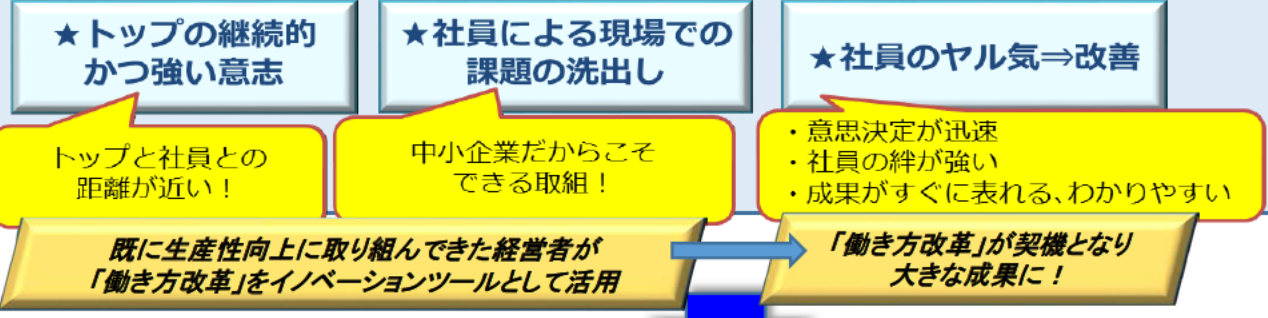 ★トップの継続的
かつ強い意志
★社員による現場での
課題の洗出し
★社員のヤル気⇒改善
トップと社員との
距離が近い！
中小企業だからこそ
できる取組！
・意思決定が迅速
・社員の絆が強い
・成果がすぐに表れる、わかりやすい
既に生産性向上に取り組んできた経営者が
「働き方改革」をイノベーションツールとして活用
「働き方改革」が契機となり
大きな成果に！